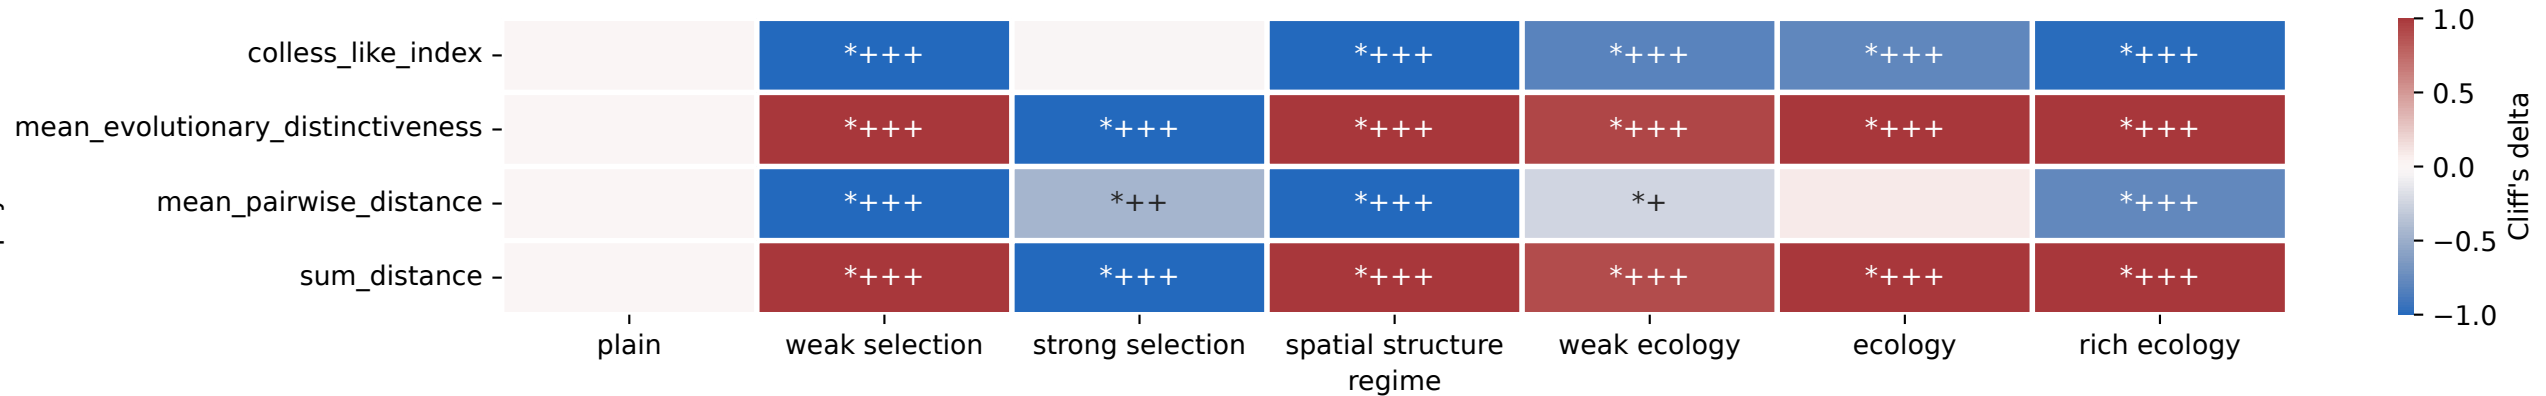 colless_like_index *+++ *+++ *+++ *+++ *+++
mean_evolutionary_distinctiveness *+++ *+++ *+++ *+++ *+++ *+++
mean_pairwise_distance *+++ *++ *+++ *+ *+++
sum_distance *+++ *+++ *+++ *+++ *+++ *+++
plain weak selection strong selection spatial structure weak ecology ecology rich ecology
regime
1.0
0.5
0.0
−0.5
−1.0
Cliff's delta